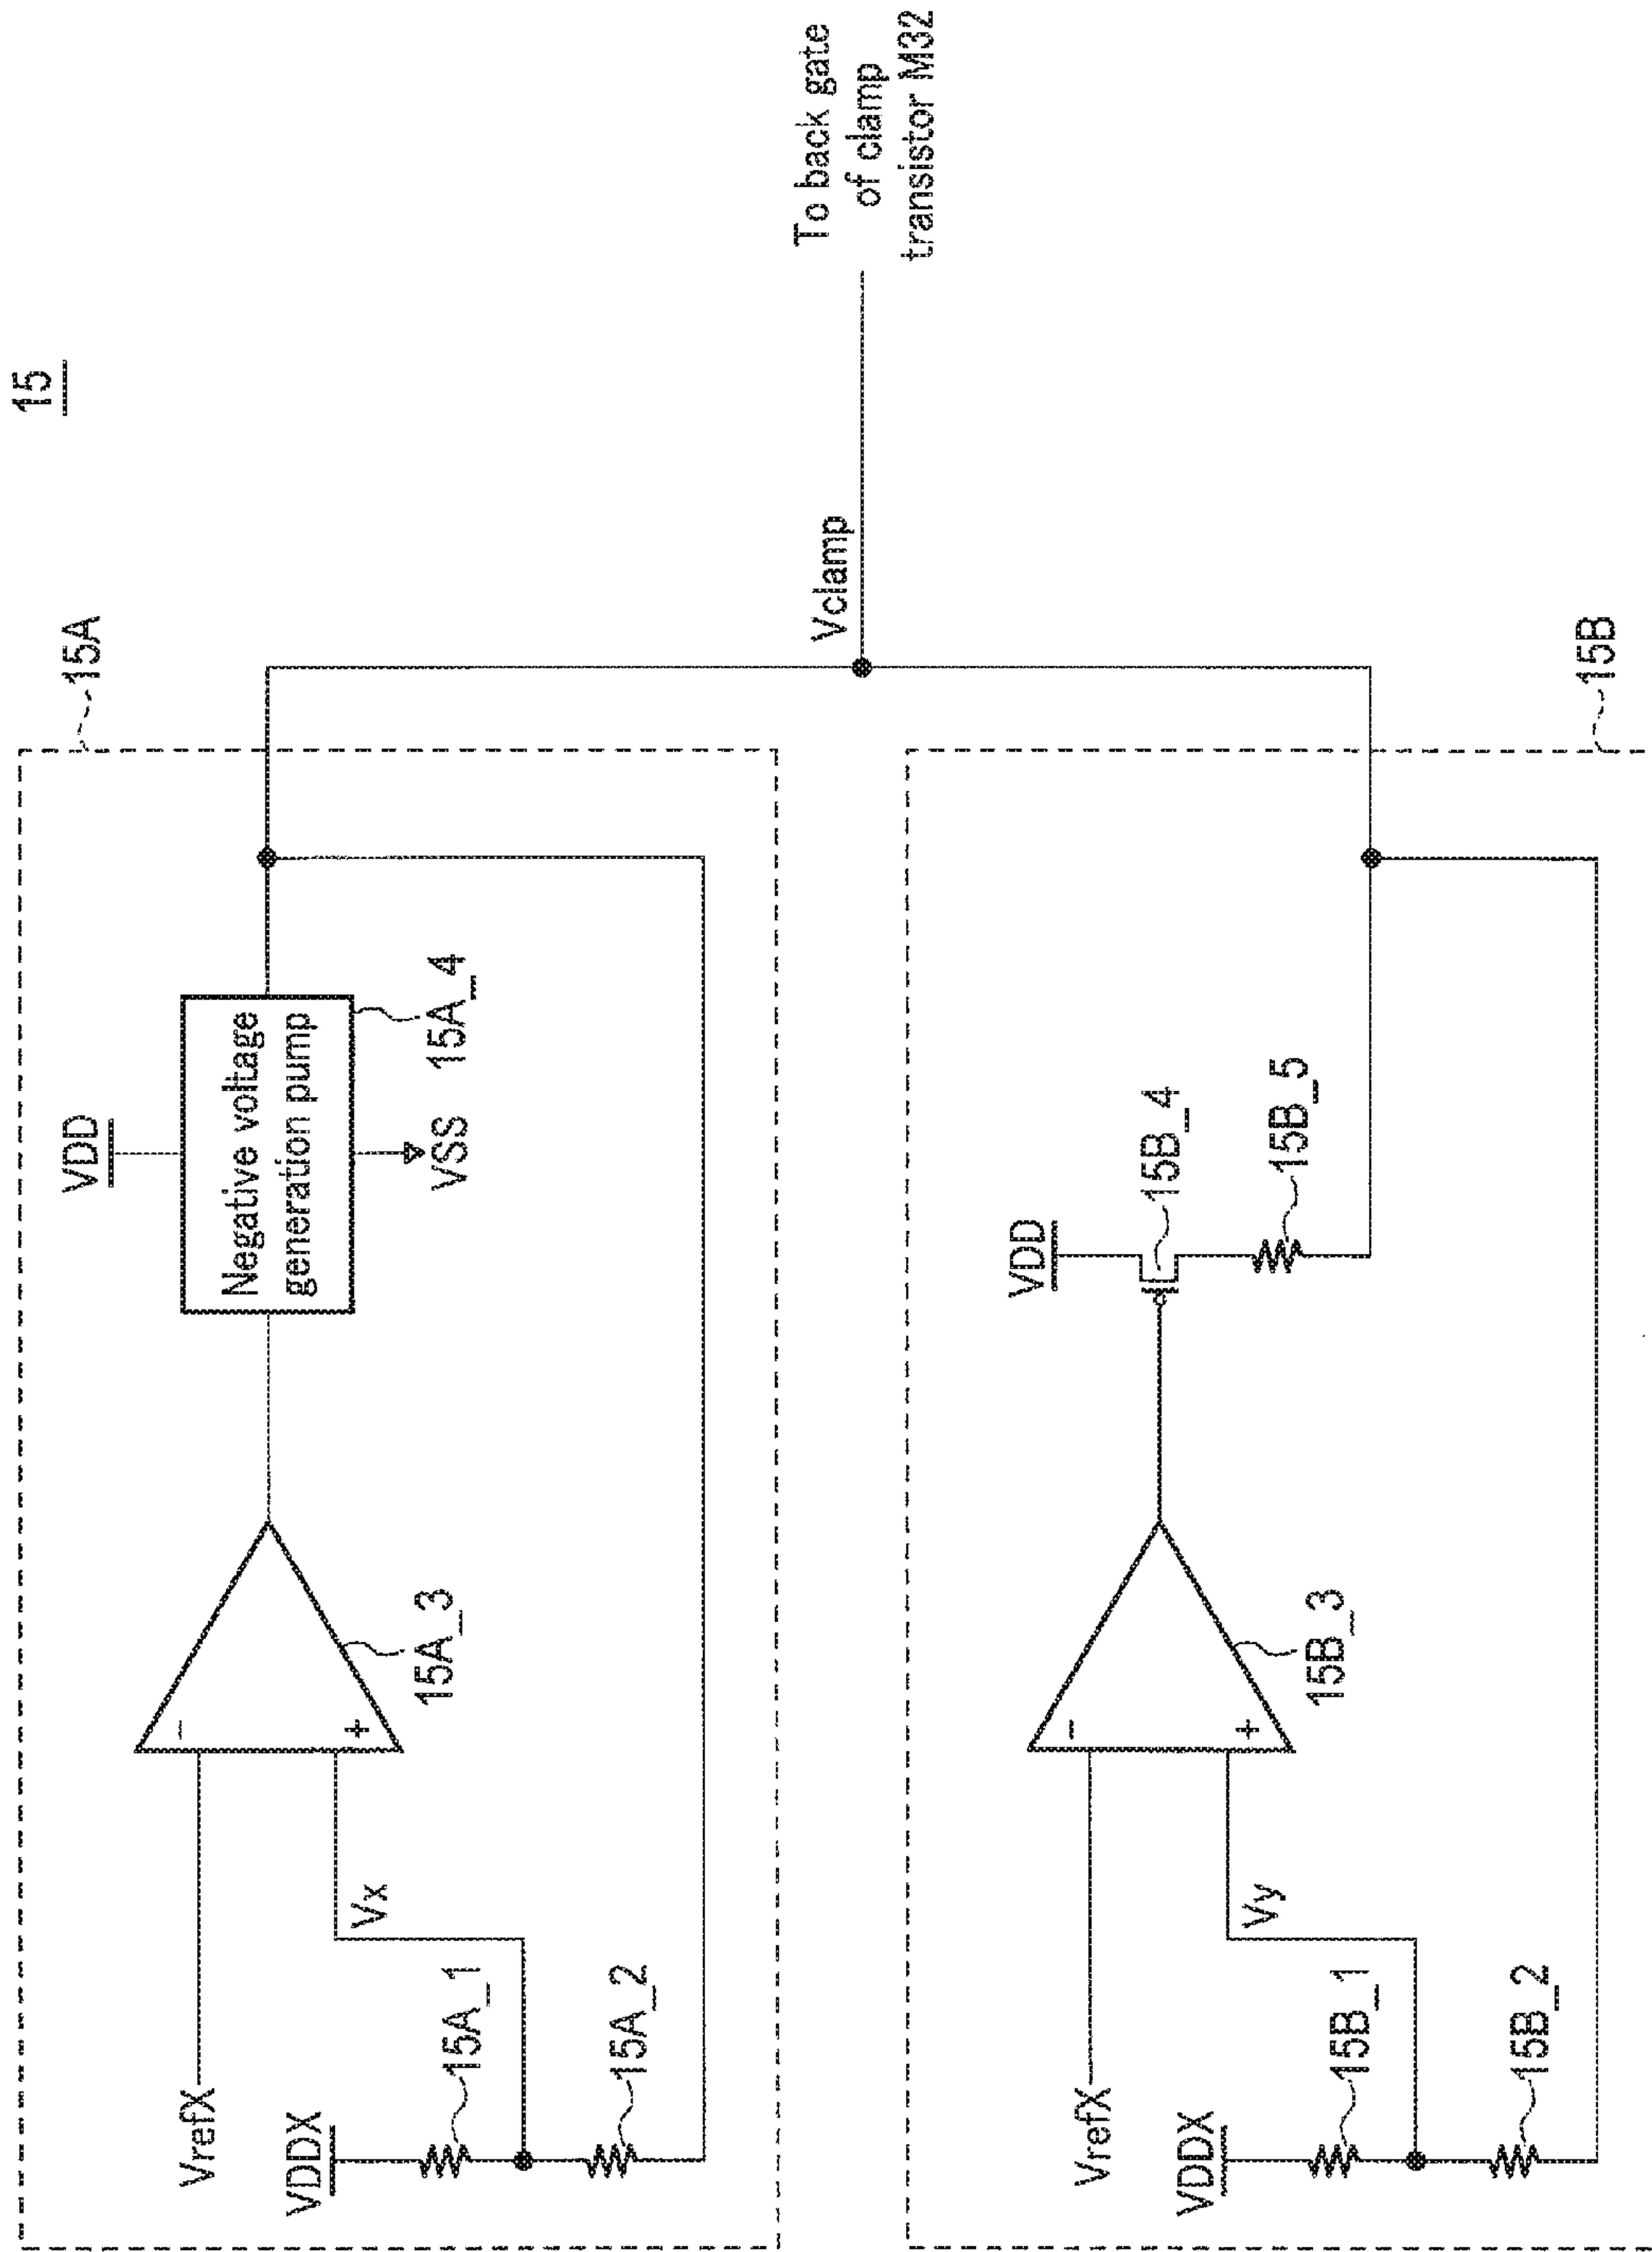 15
15A
VDD
Negative voltage
generation pump
15A_4
VSS
15A_3
−
+
VrefX
Vx
VDDX
15A_1
15A_2
Vclamp
To back gate
of clamp
transistor M32
15B
VDD
15B_4
15B_5
15B_3
−
+
VrefX
Vy
VDDX
15B_1
15B_2